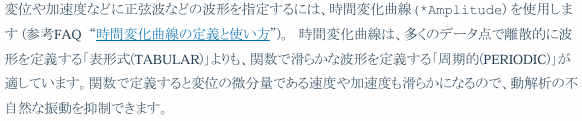 変位や加速度などに正弦波などの波形を指定するには、時間変化曲線(*Amplitude)を使用しま
す（参考FAQ “時間変化曲線の定義と使い方”）。 時間変化曲線は、多くのデータ点で離散的に波
形を定義する「表形式(TABULAR)」よりも、関数で滑らかな波形を定義する「周期的(PERIODIC)」が
適しています。関数で定義すると変位の微分量である速度や加速度も滑らかになるので、動解析の不
自然な振動を抑制できます。